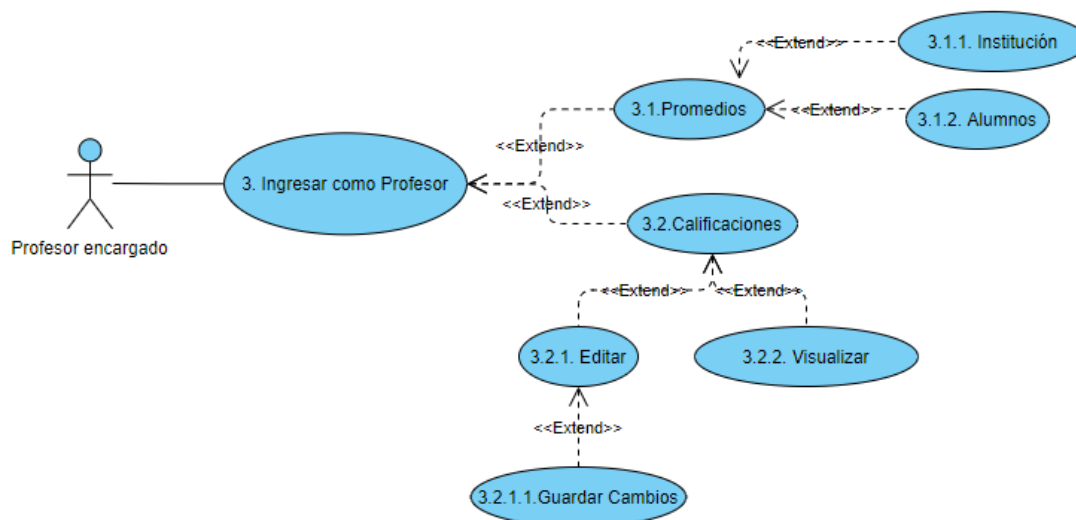 <<Extend>>
3.1.1. Institución
3.1.Promedios
<<Extend>>
3.1.2. Alumnos
<<Extend>>
3. Ingresar como Profesor
<<Extend>>
3.2.Calificaciones
Profesor encargado
<<Extend>>
<<Extend>>
3.2.1. Editar
3.2.2. Visualizar
<<Extend>>
3.2.1.1.Guardar Cambios